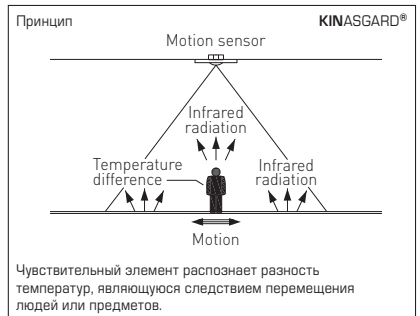 Принцип
KINASGARD®
Motion sensor
Infrared
radiation
Temperature
difference
Infrared
radiation
Motion
Чувствительный элемент распознает разность
температур, являющуюся следствием перемещения
людей или предметов.